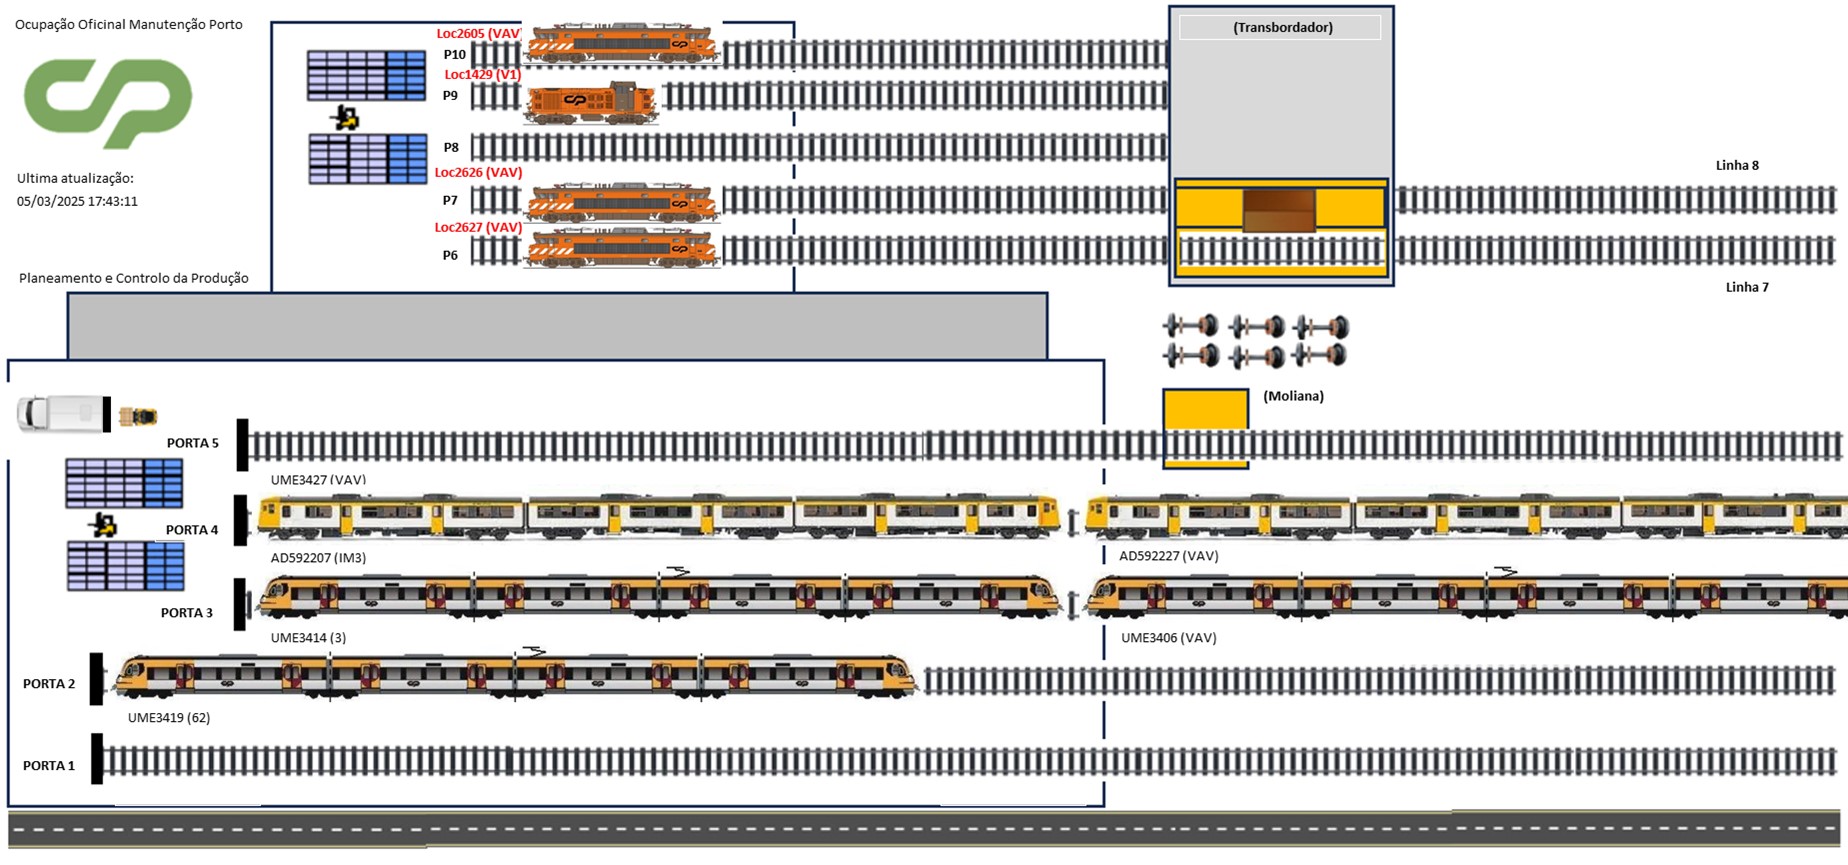 Ocupação Oficinal Manutenção Porto
Ultima atualização:
05/03/2025 17:43:11
Planeamento e Controlo da Produção
Loc2605 (VAV)
P10
Loc1429 (V1)
P9
P8
Loc2626 (VAV)
P7
Loc2627 (VAV)
P6
(Transbordador)
Linha 8
Linha 7
(Moliana)
PORTA 5
UME3427 (VAV)
PORTA 4
AD592207 (IM3)
AD592227 (VAV)
PORTA 3
UME3414 (3)
UME3406 (VAV)
PORTA 2
UME3419 (62)
PORTA 1